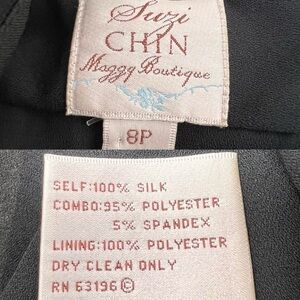 Suzi
CHIN
Maggy Boutique
8P
SELF:100% SILK
COMBO:95% POLYESTER
5% SPANDEX
LINING:100% POLYESTER
DRY CLEAN ONLY
RN 63196 ©